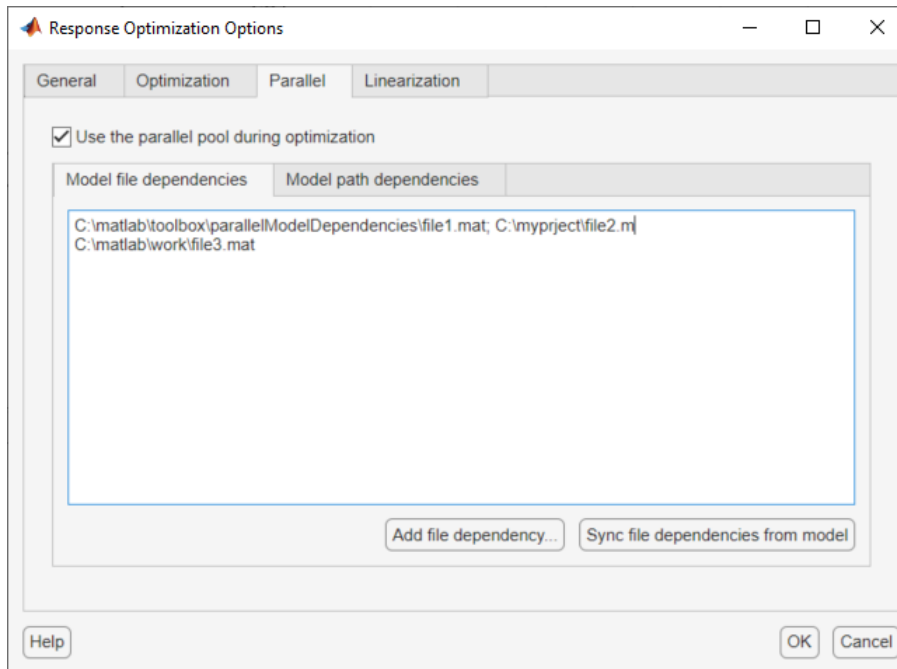 Response Optimization Options
General Optimization Parallel Linearization
Use the parallel pool during optimization
Model file dependencies Model path dependencies
C:\matlab\toolbox\parallelModelDependencies\file1.mat; C:\myprject\file2.m
C:\matlab\work\file3.mat
Add file dependency... Sync file dependencies from model
Help OK Cancel